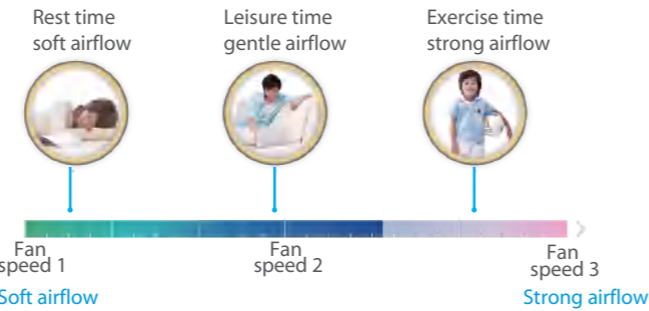 Rest time
soft airflow
Leisure time
gentle airflow
Exercise time
strong airflow
Fan
speed 1
Fan
speed 2
Fan
speed 3
Soft airflow
Strong airflow